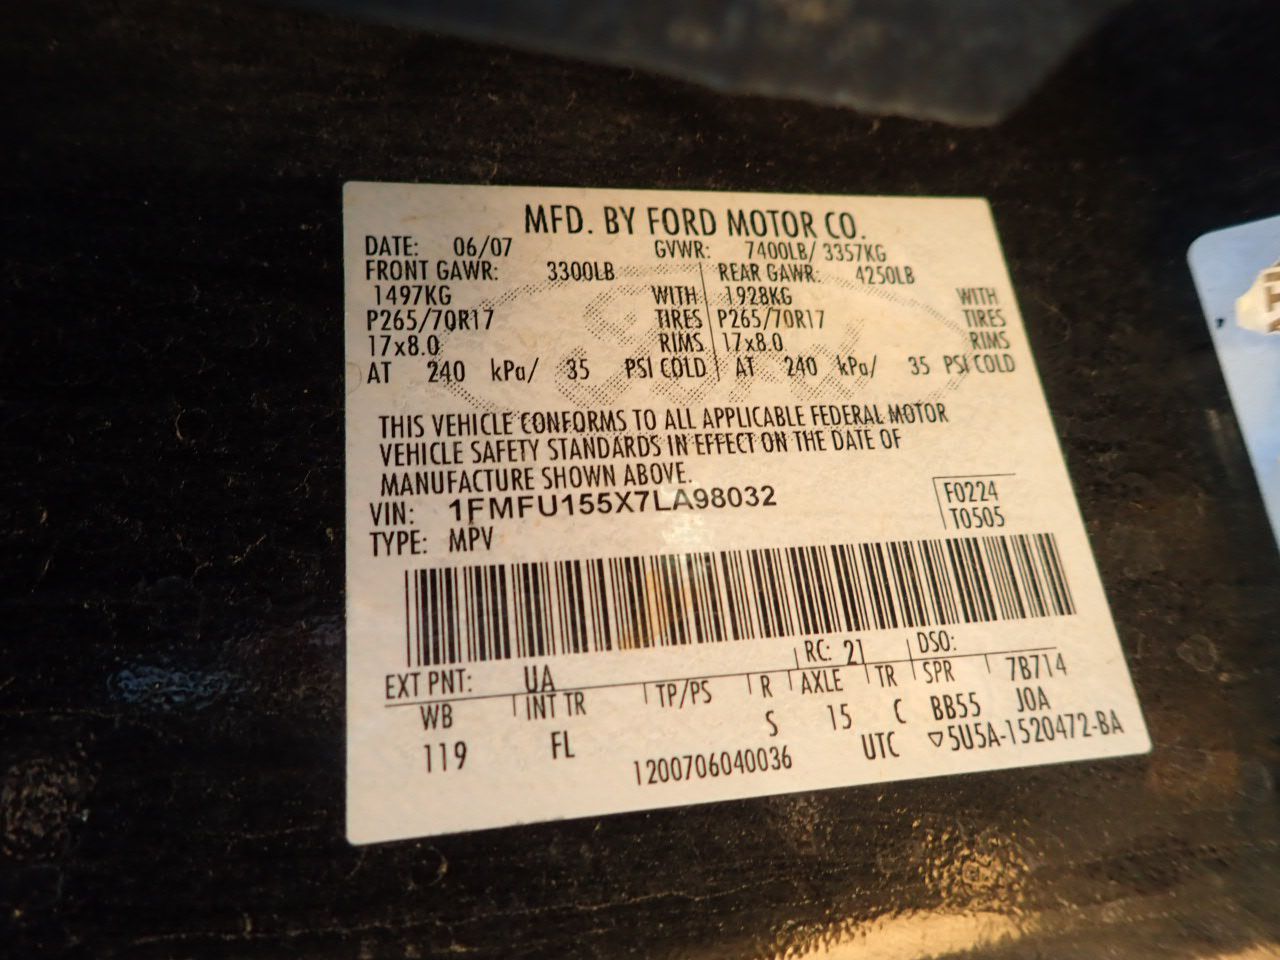 MFD. BY FORD MOTOR CO.
DATE: 06/07 GVWR: 7400LB/ 3357KG
FRONT GAWR: 3300LB REAR GAWR: 4250LB
1497KG WITH 1928KG WITH
P265/70R17 TIRES P265/70R17 TIRES
17x8.0 RIMS 17x8.0 RIMS
AT 240 kPa/ 35 PSI COLD AT 240 kPa/ 35 PSI COLD
THIS VEHICLE CONFORMS TO ALL APPLICABLE FEDERAL MOTOR
VEHICLE SAFETY STANDARDS IN EFFECT ON THE DATE OF
MANUFACTURE SHOWN ABOVE.
VIN: 1FMFU155X7LA98032 F0224
TYPE: MPV T0505
RC: 21 DSO:
EXT PNT: UA 7B714
WB INT TR TP/PS R AXLE TR SPR J0A
119 FL S 15 C BB55
1200706040036 UTC ▽5U5A-1520472-BA